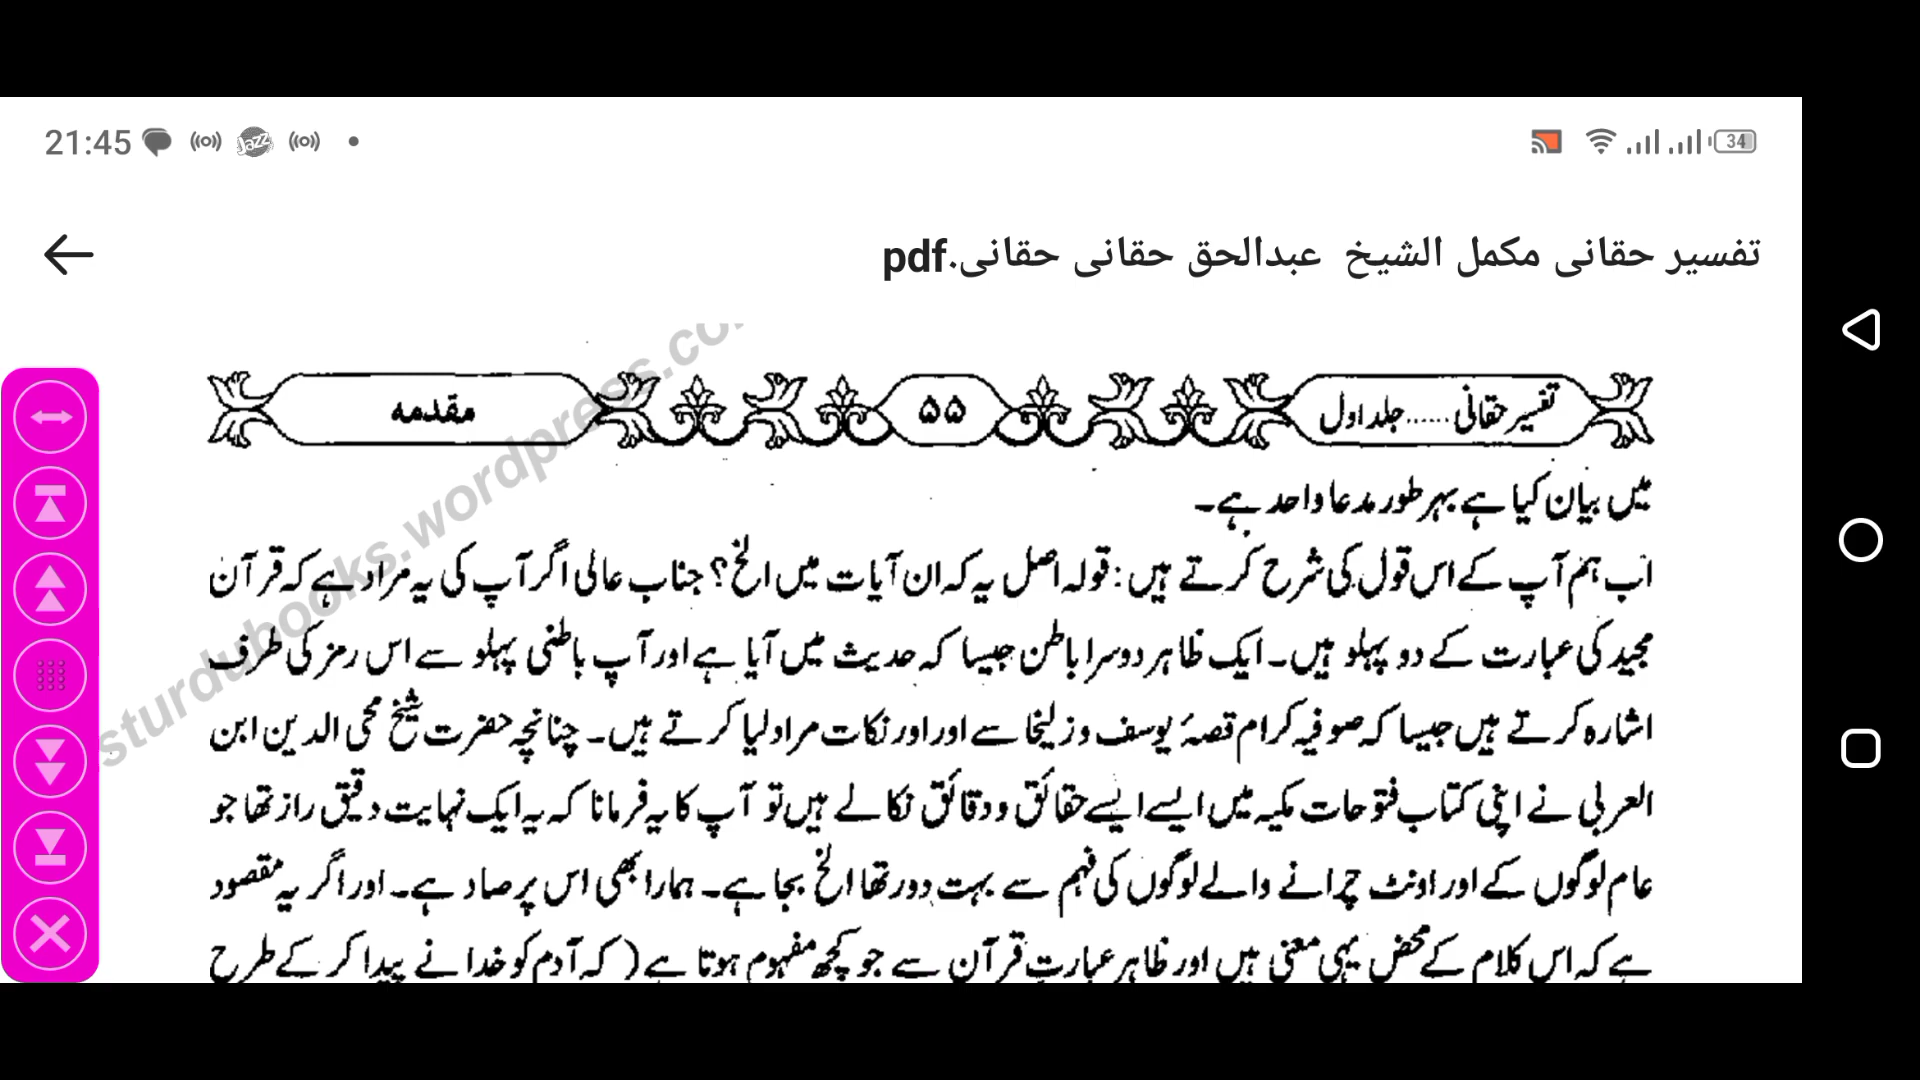 21:45
Jazz
34
تفسیر حقانی مکمل الشیخ عبدالحق حقانی حقانی.pdf
تفسیر حقانی ...... جلد اول
۵۵
مقدمہ
sturdubooks.wordpress.co
میں بیان کیا ہے بہر طور مدعا واحد ہے۔
اب ہم آپ کے اس قول کی شرح کرتے ہیں: قولہ اصل یہ کہ ان آیات میں الخ؟ جناب عالی اگر آپ کی یہ مراد ہے کہ قرآن
مجید کی عبارت کے دو پہلو ہیں۔ ایک ظاہر دوسرا باطن جیسا کہ حدیث میں آیا ہے اور آپ باطنی پہلو سے اس رمز کی طرف
اشارہ کرتے ہیں جیسا کہ صوفیہ کرام قصۂ یوسف و زلیخا سے اور اور نکات مراد لیا کرتے ہیں۔ چنانچہ حضرت شیخ محی الدین ابن
العربی نے اپنی کتاب فتوحات مکیہ میں ایسے ایسے حقائق و دقائق نکالے ہیں تو آپ کا یہ فرمانا کہ یہ ایک نہایت دقیق راز تھا جو
عام لوگوں کے اور اونٹ چرانے والے لوگوں کی فہم سے بہت دور تھا الخ بجا ہے۔ ہمارا بھی اس پر صاد ہے۔ اور اگر یہ مقصود
ہے کہ اس کلام کے محض یہی معنی ہیں اور ظاہر عبارتِ قرآن سے جو کچھ مفہوم ہوتا ہے (کہ آدم کو خدا نے پیدا کر کے طرح